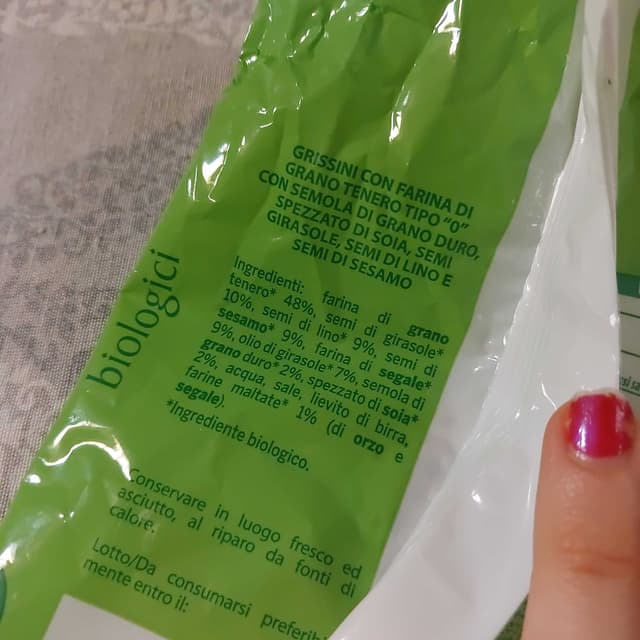 GRISSINI CON FARINA DI
GRANO TENERO TIPO "0"
CON SEMOLA DI GRANO DURO,
SPEZZATO DI SOIA, SEMI
GIRASOLE, SEMI DI LINO E
SEMI DI SESAMO
Ingredienti: farina di grano
tenero* 48%, semi di girasole*
10%, semi di lino* 9%, semi di
sesamo* 9%, farina di segale*
9%, olio di girasole* 7%, semola di
grano duro* 2%, spezzato di soia*
2%, acqua, sale, lievito di birra,
farine maltate* 1% (di orzo e
segale).
*Ingrediente biologico.
Conservare in luogo fresco ed
asciutto, al riparo da fonti di
calore.
Lotto/Da consumarsi preferibi
mente entro il:
biologici